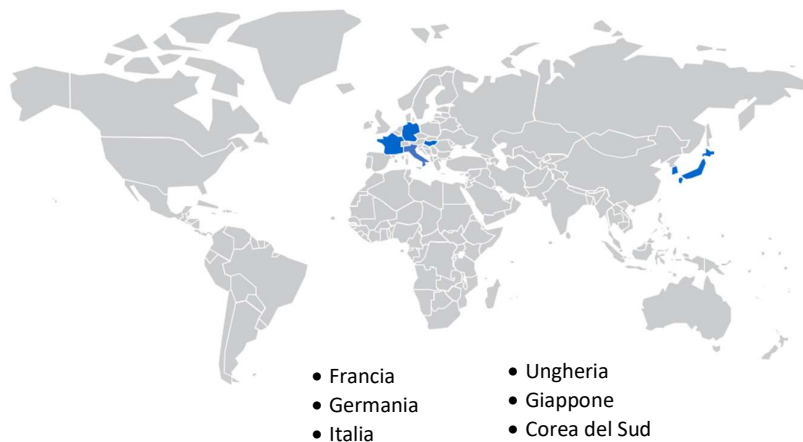 • Francia
• Germania
• Italia
• Ungheria
• Giappone
• Corea del Sud